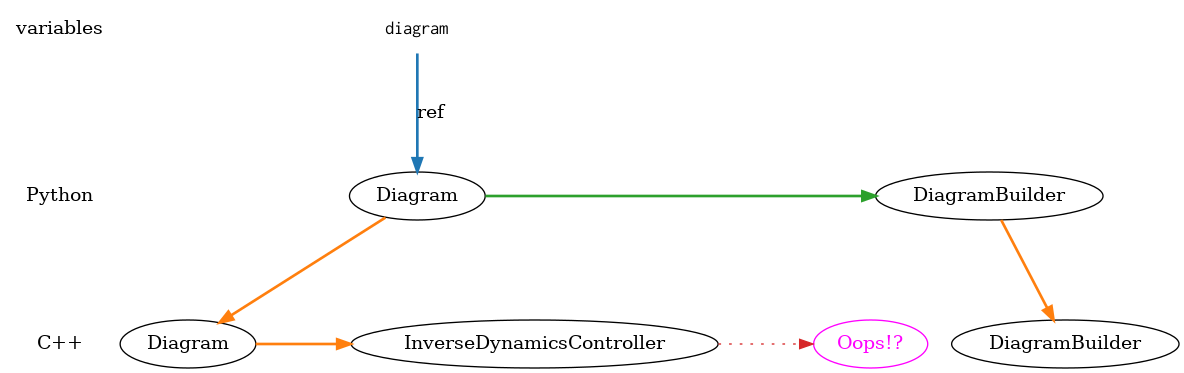 variables
diagram
ref
Python
Diagram
DiagramBuilder
C++
Diagram
InverseDynamicsController
Oops!?
DiagramBuilder